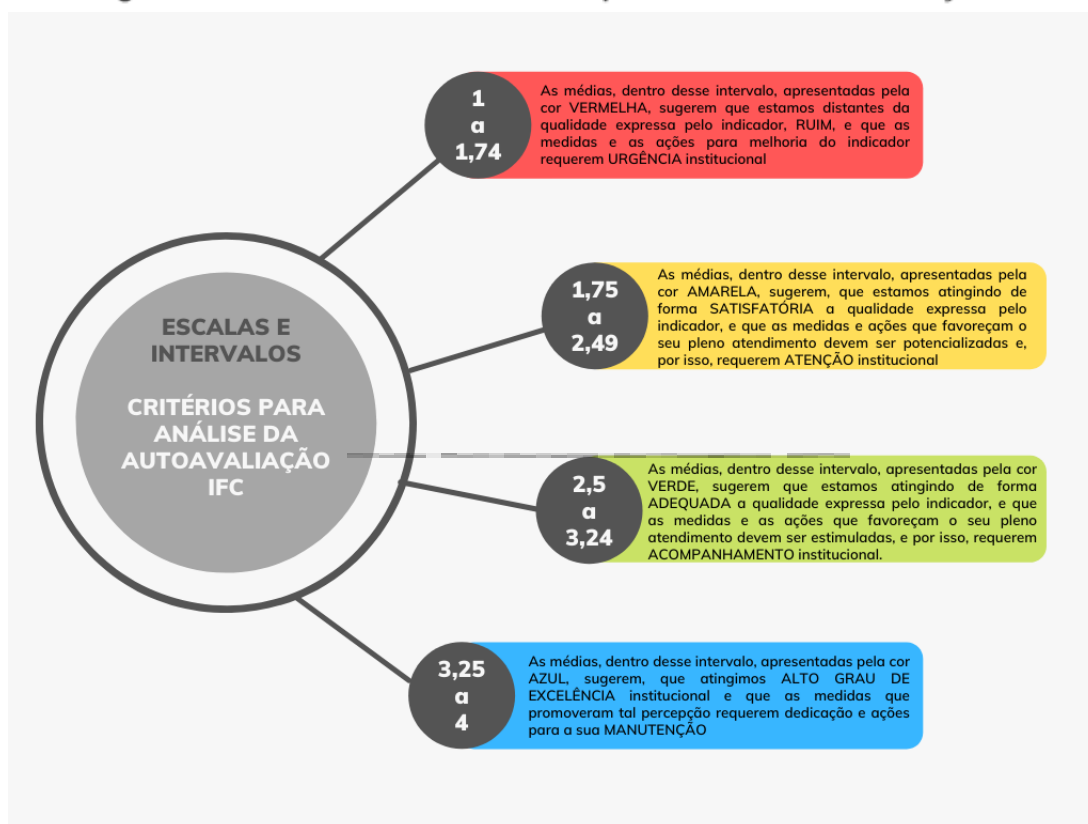 ESCALAS E
INTERVALOS
CRITÉRIOS PARA
ANÁLISE DA
AUTOAVALIAÇÃO
IFC
1
a
1,74
As médias, dentro desse intervalo, apresentadas pela
cor VERMELHA, sugerem que estamos distantes da
qualidade expressa pelo indicador, RUIM, e que as
medidas e as ações para melhoria do indicador
requerem URGÊNCIA institucional
1,75
a
2,49
As médias, dentro desse intervalo, apresentadas pela
cor AMARELA, sugerem, que estamos atingindo de
forma SATISFATÓRIA a qualidade expressa pelo
indicador, e que as medidas e ações que favoreçam o
seu pleno atendimento devem ser potencializadas e,
por isso, requerem ATENÇÃO institucional
2,5
a
3,24
As médias, dentro desse intervalo, apresentadas pela cor
VERDE, sugerem que estamos atingindo de forma
ADEQUADA a qualidade expressa pelo indicador, e que
as medidas e as ações que favoreçam o seu pleno
atendimento devem ser estimuladas, e por isso, requerem
ACOMPANHAMENTO institucional.
3,25
a
4
As médias, dentro desse intervalo, apresentadas pela cor
AZUL, sugerem, que atingimos ALTO GRAU DE
EXCELÊNCIA institucional e que as medidas que
promoveram tal percepção requerem dedicação e ações
para a sua MANUTENÇÃO